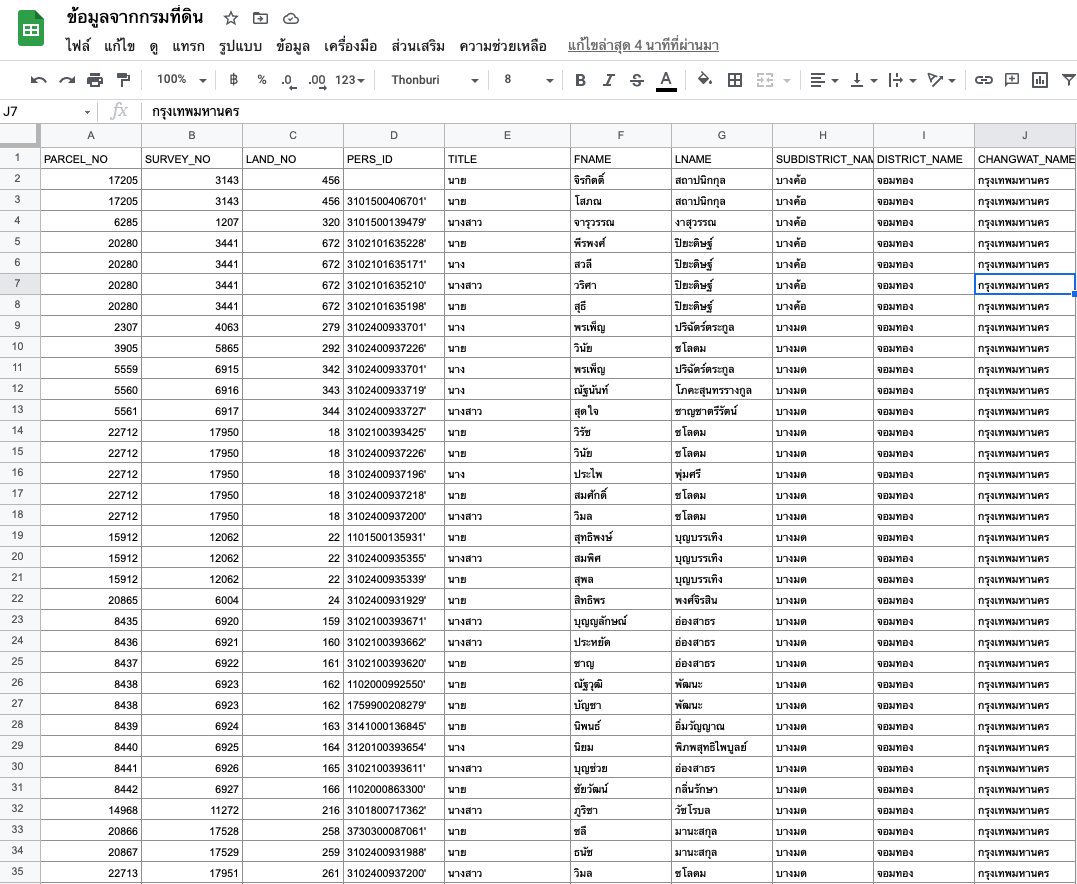 ข้อมูลจากกรมที่ดิน
ไฟล์ แก้ไข ดู แทรก รูปแบบ ข้อมูล เครื่องมือ ส่วนเสริม ความช่วยเหลือ แก้ไขล่าสุด 4 นาทีที่ผ่านมา
100% ฿ % .0 .00 123 Thonburi 8 B I S A
J7 fx กรุงเทพมหานคร
A B C D E F G H I J
1 PARCEL_NO SURVEY_NO LAND_NO PERS_ID TITLE FNAME LNAME SUBDISTRICT_NAM DISTRICT_NAME CHANGWAT_NAME
2 17205 3143 456 นาย จิรกิตติ์ สถาปนิกกุล บางค้อ จอมทอง กรุงเทพมหานคร
3 17205 3143 456 3101500406701' นาย โสภณ สถาปนิกกุล บางค้อ จอมทอง กรุงเทพมหานคร
4 6285 1207 320 3101500139479' นางสาว จารุวรรณ งาสุวรรณ บางค้อ จอมทอง กรุงเทพมหานคร
5 20280 3441 672 3102101635228' นาย พีรพงศ์ ปิยะดิษฐ์ บางค้อ จอมทอง กรุงเทพมหานคร
6 20280 3441 672 3102101635171' นาง สวลี ปิยะดิษฐ์ บางค้อ จอมทอง กรุงเทพมหานคร
7 20280 3441 672 3102101635210' นางสาว วริศา ปิยะดิษฐ์ บางค้อ จอมทอง กรุงเทพมหานคร
8 20280 3441 672 3102101635198' นาย สุธี ปิยะดิษฐ์ บางค้อ จอมทอง กรุงเทพมหานคร
9 2307 4063 279 3102400933701' นาง พรเพ็ญ ปริฉัตร์ตระกูล บางมด จอมทอง กรุงเทพมหานคร
10 3905 5865 292 3102400937226' นาย วินัย ชโลดม บางมด จอมทอง กรุงเทพมหานคร
11 5559 6915 342 3102400933701' นาง พรเพ็ญ ปริฉัตร์ตระกูล บางมด จอมทอง กรุงเทพมหานคร
12 5560 6916 343 3102400933719' นาง ณัฐนันท์ โภคะสุนทรรางกูล บางมด จอมทอง กรุงเทพมหานคร
13 5561 6917 344 3102400933727' นางสาว สุดใจ ชาญชาตรีรัตน์ บางมด จอมทอง กรุงเทพมหานคร
14 22712 17950 18 3102100393425' นาย วิรัช ชโลดม บางมด จอมทอง กรุงเทพมหานคร
15 22712 17950 18 3102400937226' นาย วินัย ชโลดม บางมด จอมทอง กรุงเทพมหานคร
16 22712 17950 18 3102400937196' นาง ประไพ พุ่มศรี บางมด จอมทอง กรุงเทพมหานคร
17 22712 17950 18 3102400937218' นาย สมศักดิ์ ชโลดม บางมด จอมทอง กรุงเทพมหานคร
18 22712 17950 18 3102400937200' นางสาว วิมล ชโลดม บางมด จอมทอง กรุงเทพมหานคร
19 15912 12062 22 1101500135931' นาย สุทธิพงษ์ บุญบรรเทิง บางมด จอมทอง กรุงเทพมหานคร
20 15912 12062 22 3102400935355' นางสาว สมพิศ บุญบรรเทิง บางมด จอมทอง กรุงเทพมหานคร
21 15912 12062 22 3102400935339' นาย สุพล บุญบรรเทิง บางมด จอมทอง กรุงเทพมหานคร
22 20865 6004 24 3102400931929' นาย สิทธิพร พงศ์จิรสิน บางมด จอมทอง กรุงเทพมหานคร
23 8435 6920 159 3102100393671' นางสาว บุญญลักษณ์ อ่องสาธร บางมด จอมทอง กรุงเทพมหานคร
24 8436 6921 160 3102100393662' นางสาว ประหยัด อ่องสาธร บางมด จอมทอง กรุงเทพมหานคร
25 8437 6922 161 3102100393620' นาย ชาญ อ่องสาธร บางมด จอมทอง กรุงเทพมหานคร
26 8438 6923 162 1102000992550' นาย ณัฐวุฒิ พัฒนะ บางมด จอมทอง กรุงเทพมหานคร
27 8438 6923 162 1759900208279' นาย บัญชา พัฒนะ บางมด จอมทอง กรุงเทพมหานคร
28 8439 6924 163 3141000136845' นาย นิพนธ์ อิ่มวัญญาณ บางมด จอมทอง กรุงเทพมหานคร
29 8440 6925 164 3120100393654' นาง นิยม พิภพสุทธิไพบูลย์ บางมด จอมทอง กรุงเทพมหานคร
30 8441 6926 165 3102100393611' นางสาว บุญช่วย อ่องสาธร บางมด จอมทอง กรุงเทพมหานคร
31 8442 6927 166 1102000863300' นาย ชัยวัฒน์ กลิ่นรักษา บางมด จอมทอง กรุงเทพมหานคร
32 14968 11272 216 3101800717362' นางสาว ภูริชา วัชโรบล บางมด จอมทอง กรุงเทพมหานคร
33 20866 17528 258 3730300087061' นาย ชลี มานะสกุล บางมด จอมทอง กรุงเทพมหานคร
34 20867 17529 259 3102400931988' นาย ธนัช มานะสกุล บางมด จอมทอง กรุงเทพมหานคร
35 22713 17951 261 3102400937200' นางสาว วิมล ชโลดม บางมด จอมทอง กรุงเทพมหานคร